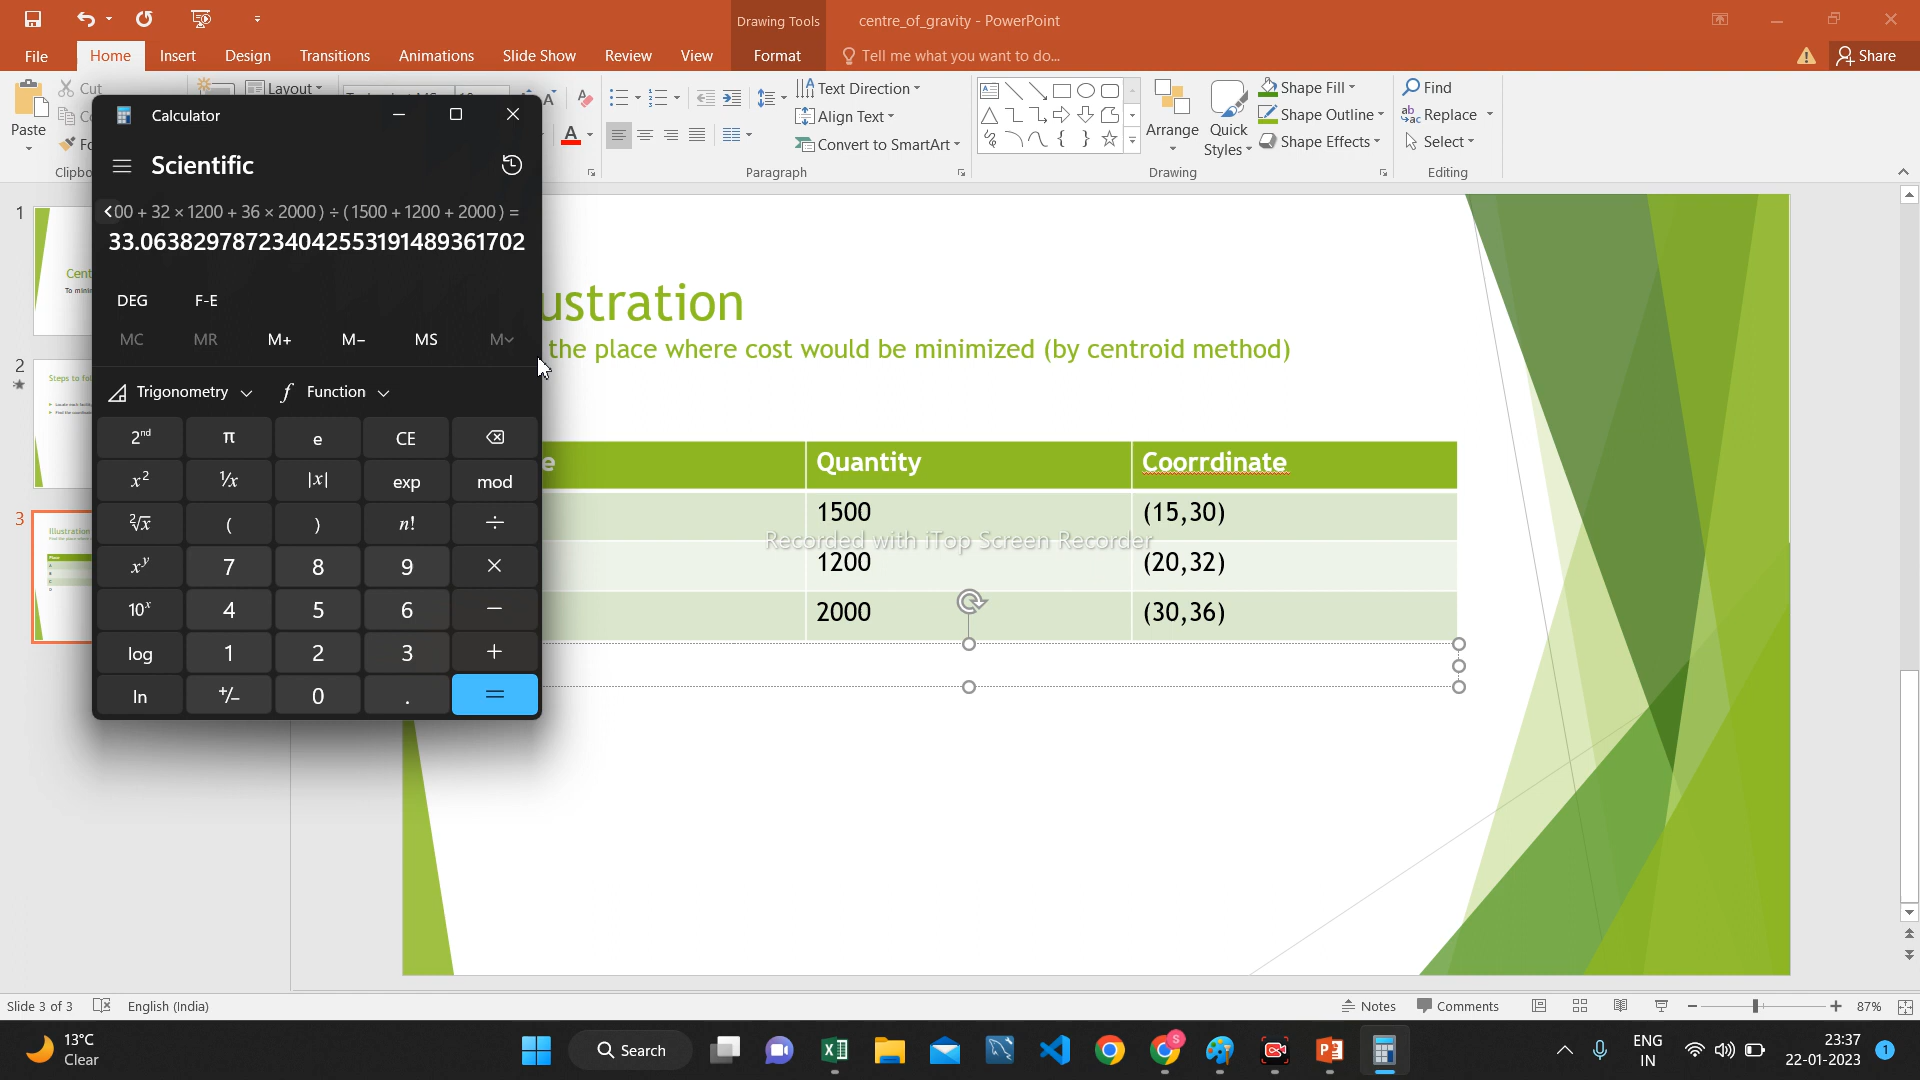 Drawing Tools
centre_of_gravity - PowerPoint
File Home Insert Design Transitions Animations Slide Show Review View Format Tell me what you want to do... Share
Cut
Paste
Layout
Text Direction
Align Text
Convert to SmartArt
Arrange
Quick
Styles
Shape Fill
Shape Outline
Shape Effects
Find
Replace
Select
Paragraph
Drawing
Editing
Calculator
Scientific
00 + 32 × 1200 + 36 × 2000 ) ÷ ( 1500 + 1200 + 2000 ) =
33.063829787234042553191489361702
DEG F-E
MC MR M+ M− MS M
Trigonometry Function
2nd π e CE
x² ¹/x |x| exp mod
²√x ( ) n! ÷
xʸ 7 8 9 ×
10ˣ 4 5 6 −
log 1 2 3 +
ln +/− 0 . =
1
2
3
ustration
the place where cost would be minimized (by centroid method)
e Quantity Coorrdinate
1500 (15,30)
1200 (20,32)
2000 (30,36)
Recorded with iTop Screen Recorder
Slide 3 of 3 English (India) Notes Comments 87%
13°C
Clear
Search
ENG
IN
23:37
22-01-2023
1